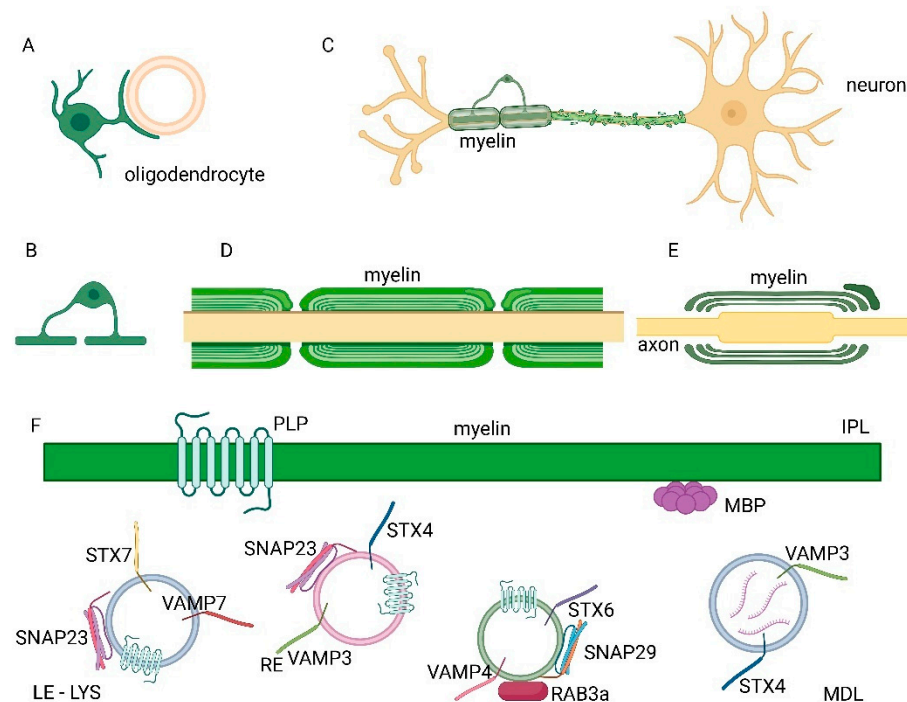 A
oligodendrocyte
C
neuron
myelin
B
D
myelin
E
myelin
axon
F
PLP
myelin
IPL
MBP
STX7
SNAP23
VAMP7
LE - LYS
SNAP23
STX4
RE VAMP3
STX6
SNAP29
VAMP4
RAB3a
VAMP3
STX4
MDL